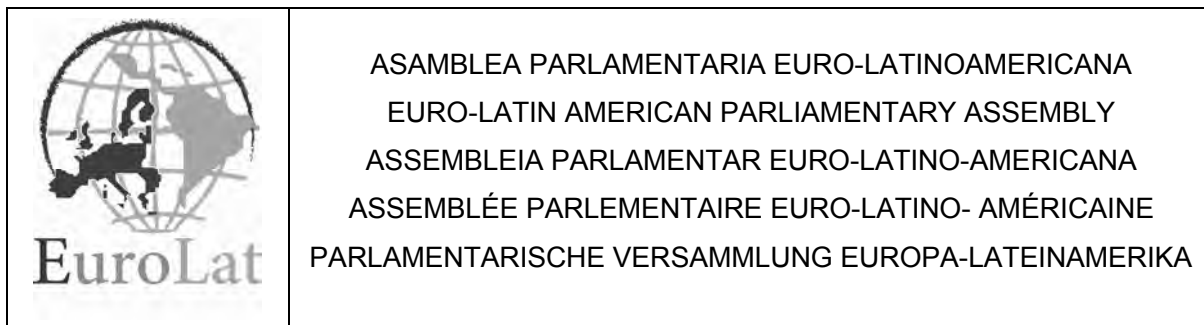 EuroLat
ASAMBLEA PARLAMENTARIA EURO-LATINOAMERICANA
EURO-LATIN AMERICAN PARLIAMENTARY ASSEMBLY
ASSEMBLEIA PARLAMENTAR EURO-LATINO-AMERICANA
ASSEMBLÉE PARLEMENTAIRE EURO-LATINO- AMÉRICAINE
PARLAMENTARISCHE VERSAMMLUNG EUROPA-LATEINAMERIKA